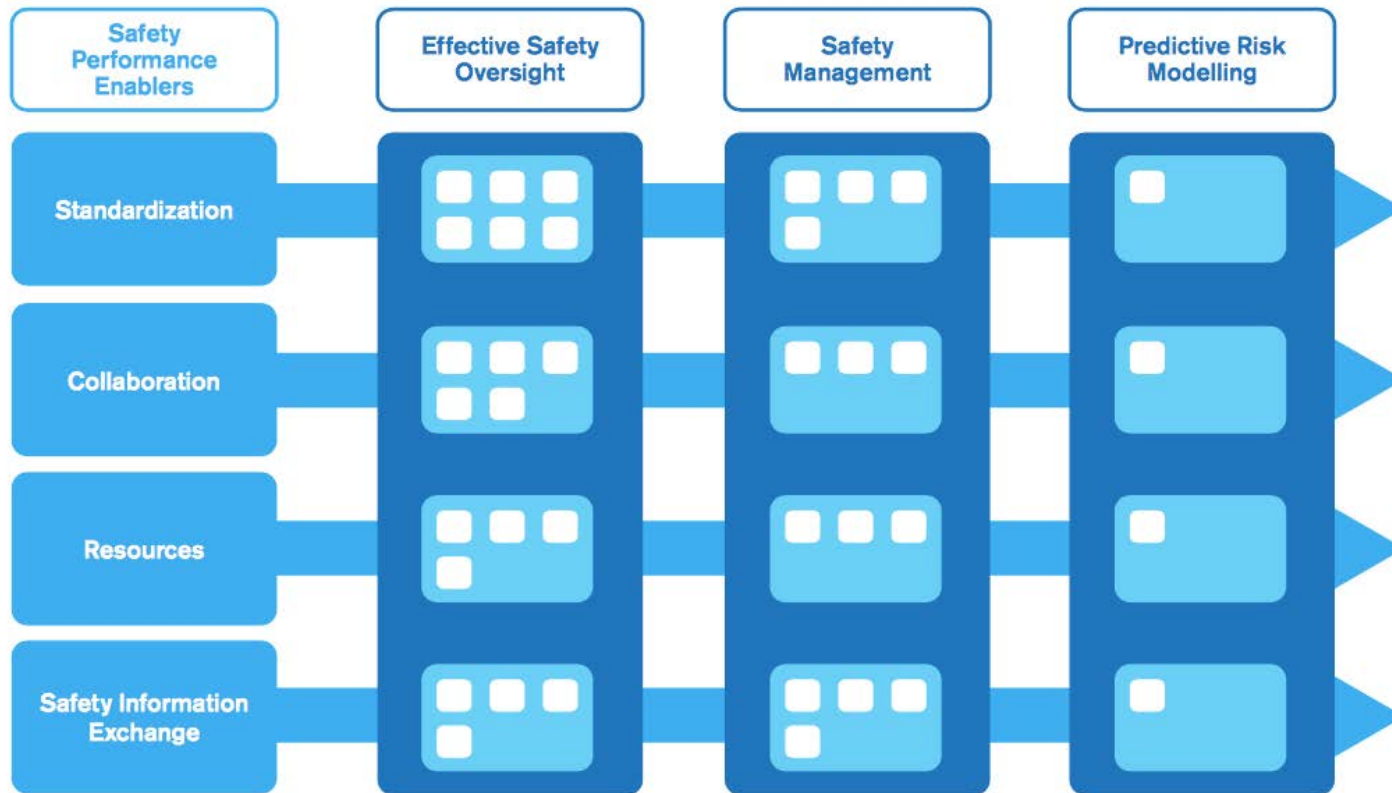 Safety
Performance
Enablers
Effective Safety
Oversight
Safety
Management
Predictive Risk
Modelling
Standardization
Collaboration
Resources
Safety Information
Exchange